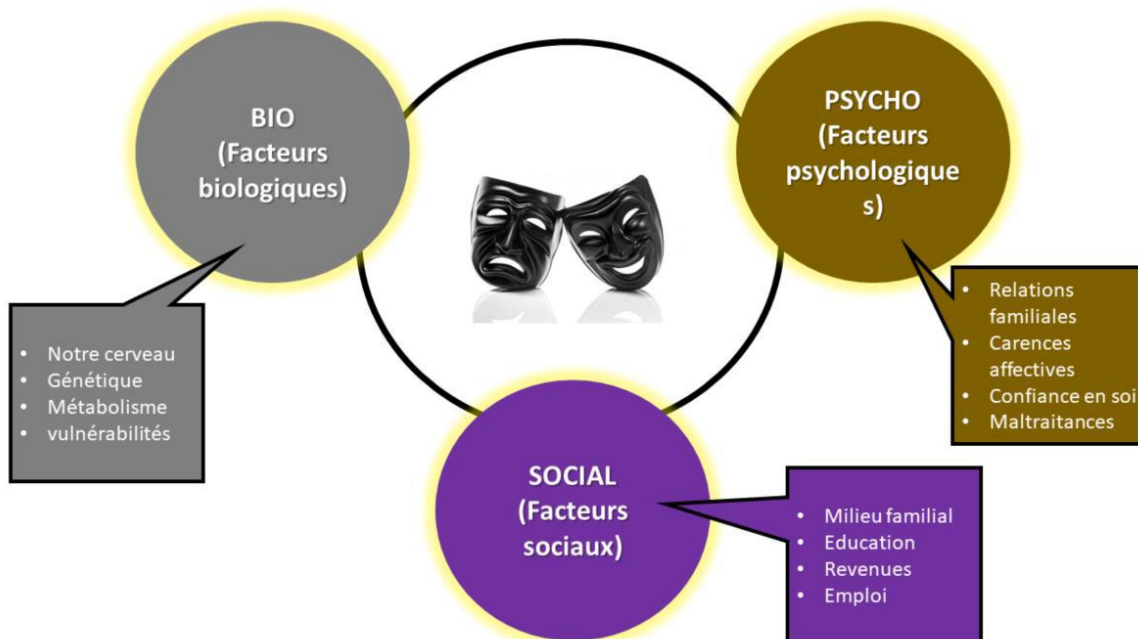 BIO
(Facteurs
biologiques)
PSYCHO
(Facteurs
psychologique
s)
• Notre cerveau
• Génétique
• Métabolisme
• vulnérabilités
• Relations
familiales
• Carences
affectives
• Confiance en soi
• Maltraitances
SOCIAL
(Facteurs
sociaux)
• Milieu familial
• Education
• Revenues
• Emploi